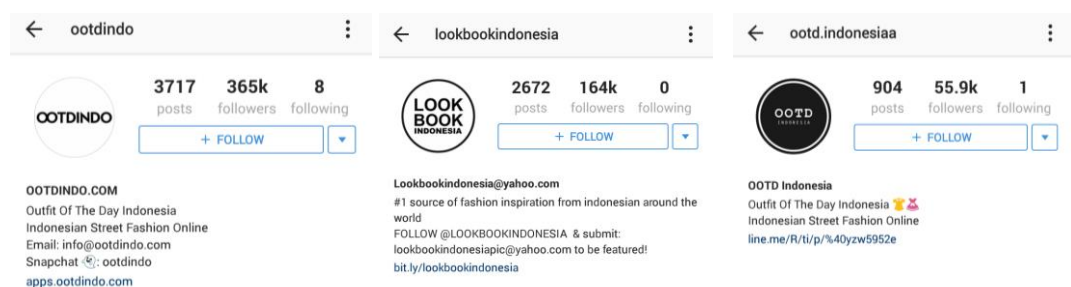 ← ootdindo
OOTDINDO
3717 365k 8
posts followers following
+ FOLLOW
OOTDINDO.COM
Outfit Of The Day Indonesia
Indonesian Street Fashion Online
Email: info@ootdindo.com
Snapchat 👻: ootdindo
apps.ootdindo.com
← lookbookindonesia
LOOK
BOOK
INDONESIA
2672 164k 0
posts followers following
+ FOLLOW
Lookbookindonesia@yahoo.com
#1 source of fashion inspiration from indonesian around the
world
FOLLOW @LOOKBOOKINDONESIA & submit:
lookbookindonesiapic@yahoo.com to be featured!
bit.ly/lookbookindonesia
← ootd.indonesiaa
OOTD
INDONESIA
904 55.9k 1
posts followers following
+ FOLLOW
OOTD Indonesia
Outfit Of The Day Indonesia 👚👗
Indonesian Street Fashion Online
line.me/R/ti/p/%40yzw5952e